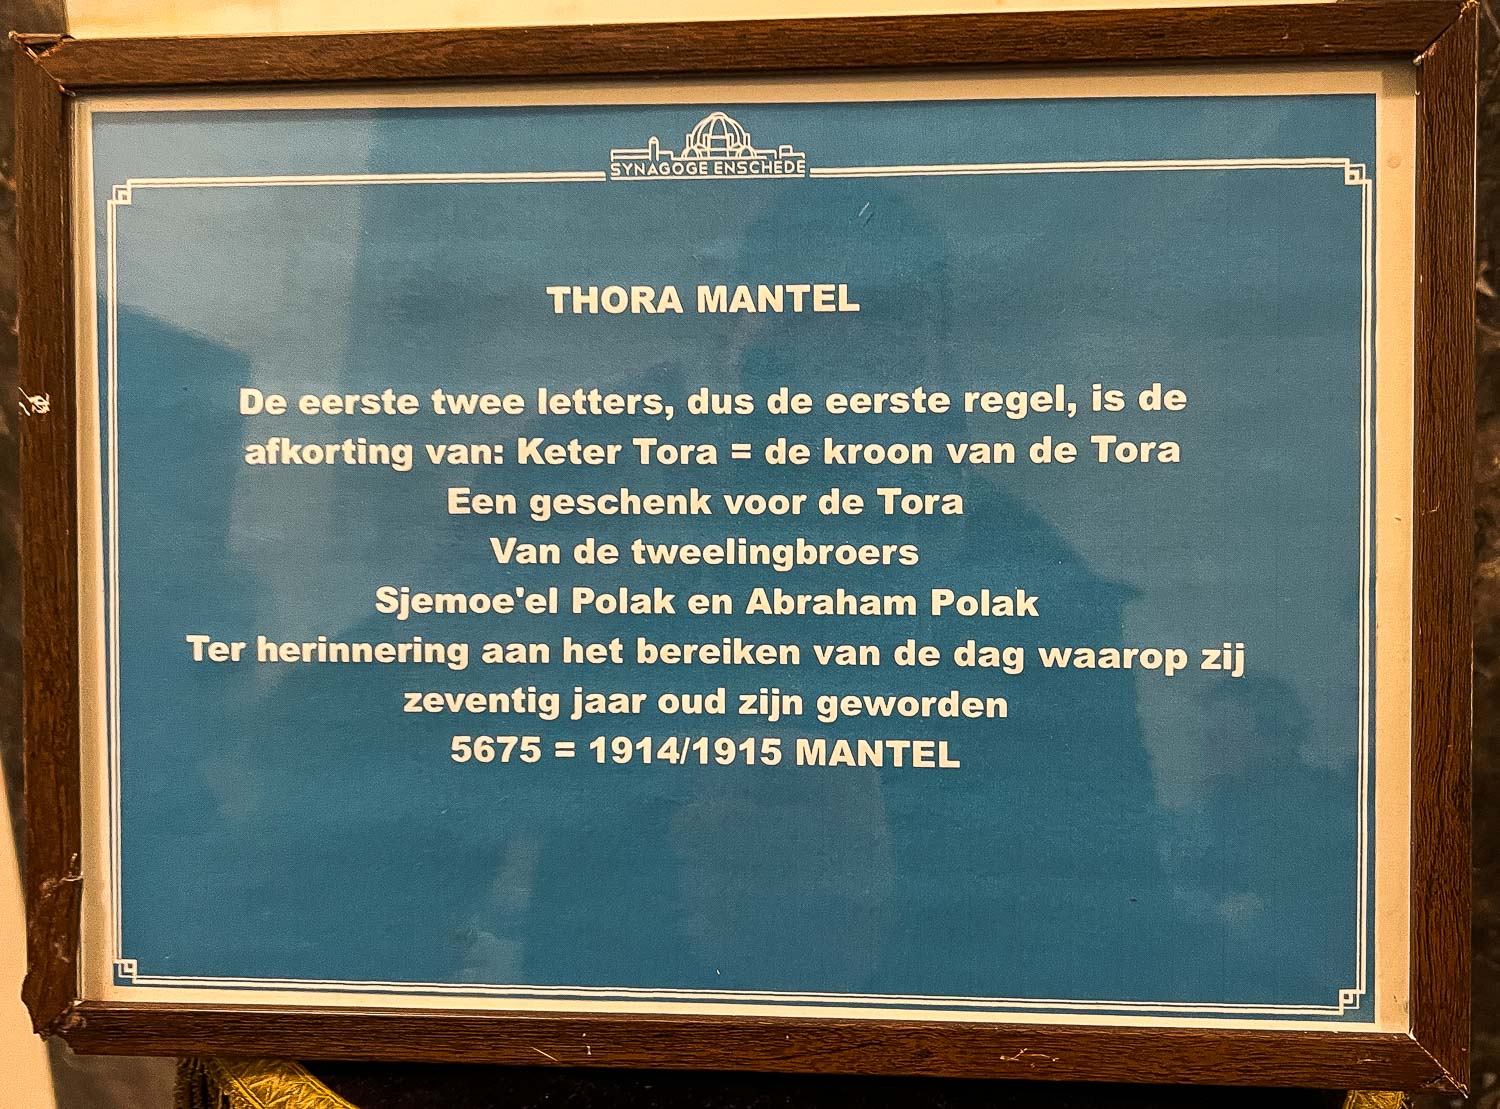 SYNAGOGE ENSCHEDE
THORA MANTEL
De eerste twee letters, dus de eerste regel, is de
afkorting van: Keter Tora = de kroon van de Tora
Een geschenk voor de Tora
Van de tweelingbroers
Sjemoe'el Polak en Abraham Polak
Ter herinnering aan het bereiken van de dag waarop zij
zeventig jaar oud zijn geworden
5675 = 1914/1915 MANTEL